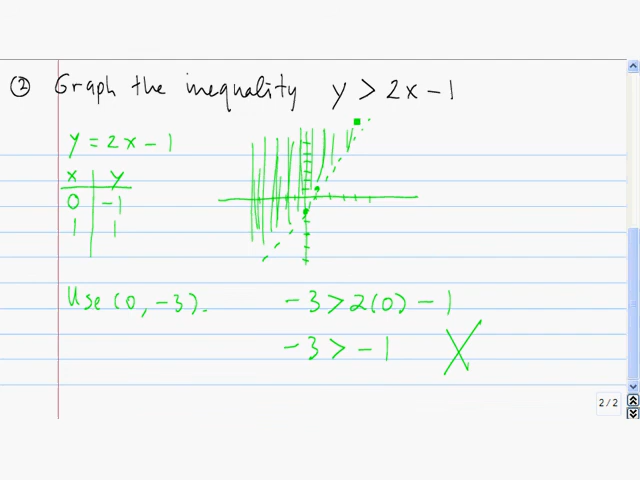 ② Graph the inequality y > 2x - 1
y = 2x - 1
x y
0 -1
1 1
Use (0, -3). -3 > 2(0) - 1
-3 > -1 X
2/2